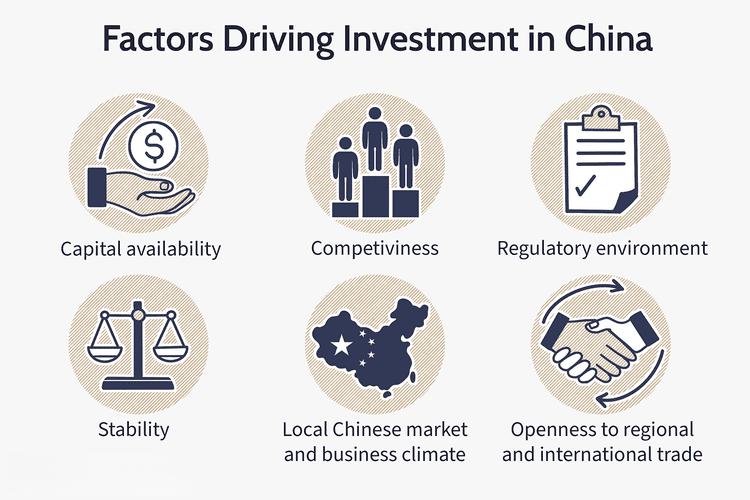 Factors Driving Investment in China
$
Capital availability
Competiviness
Regulatory environment
Stability
Local Chinese market
and business climate
Openness to regional
and international trade